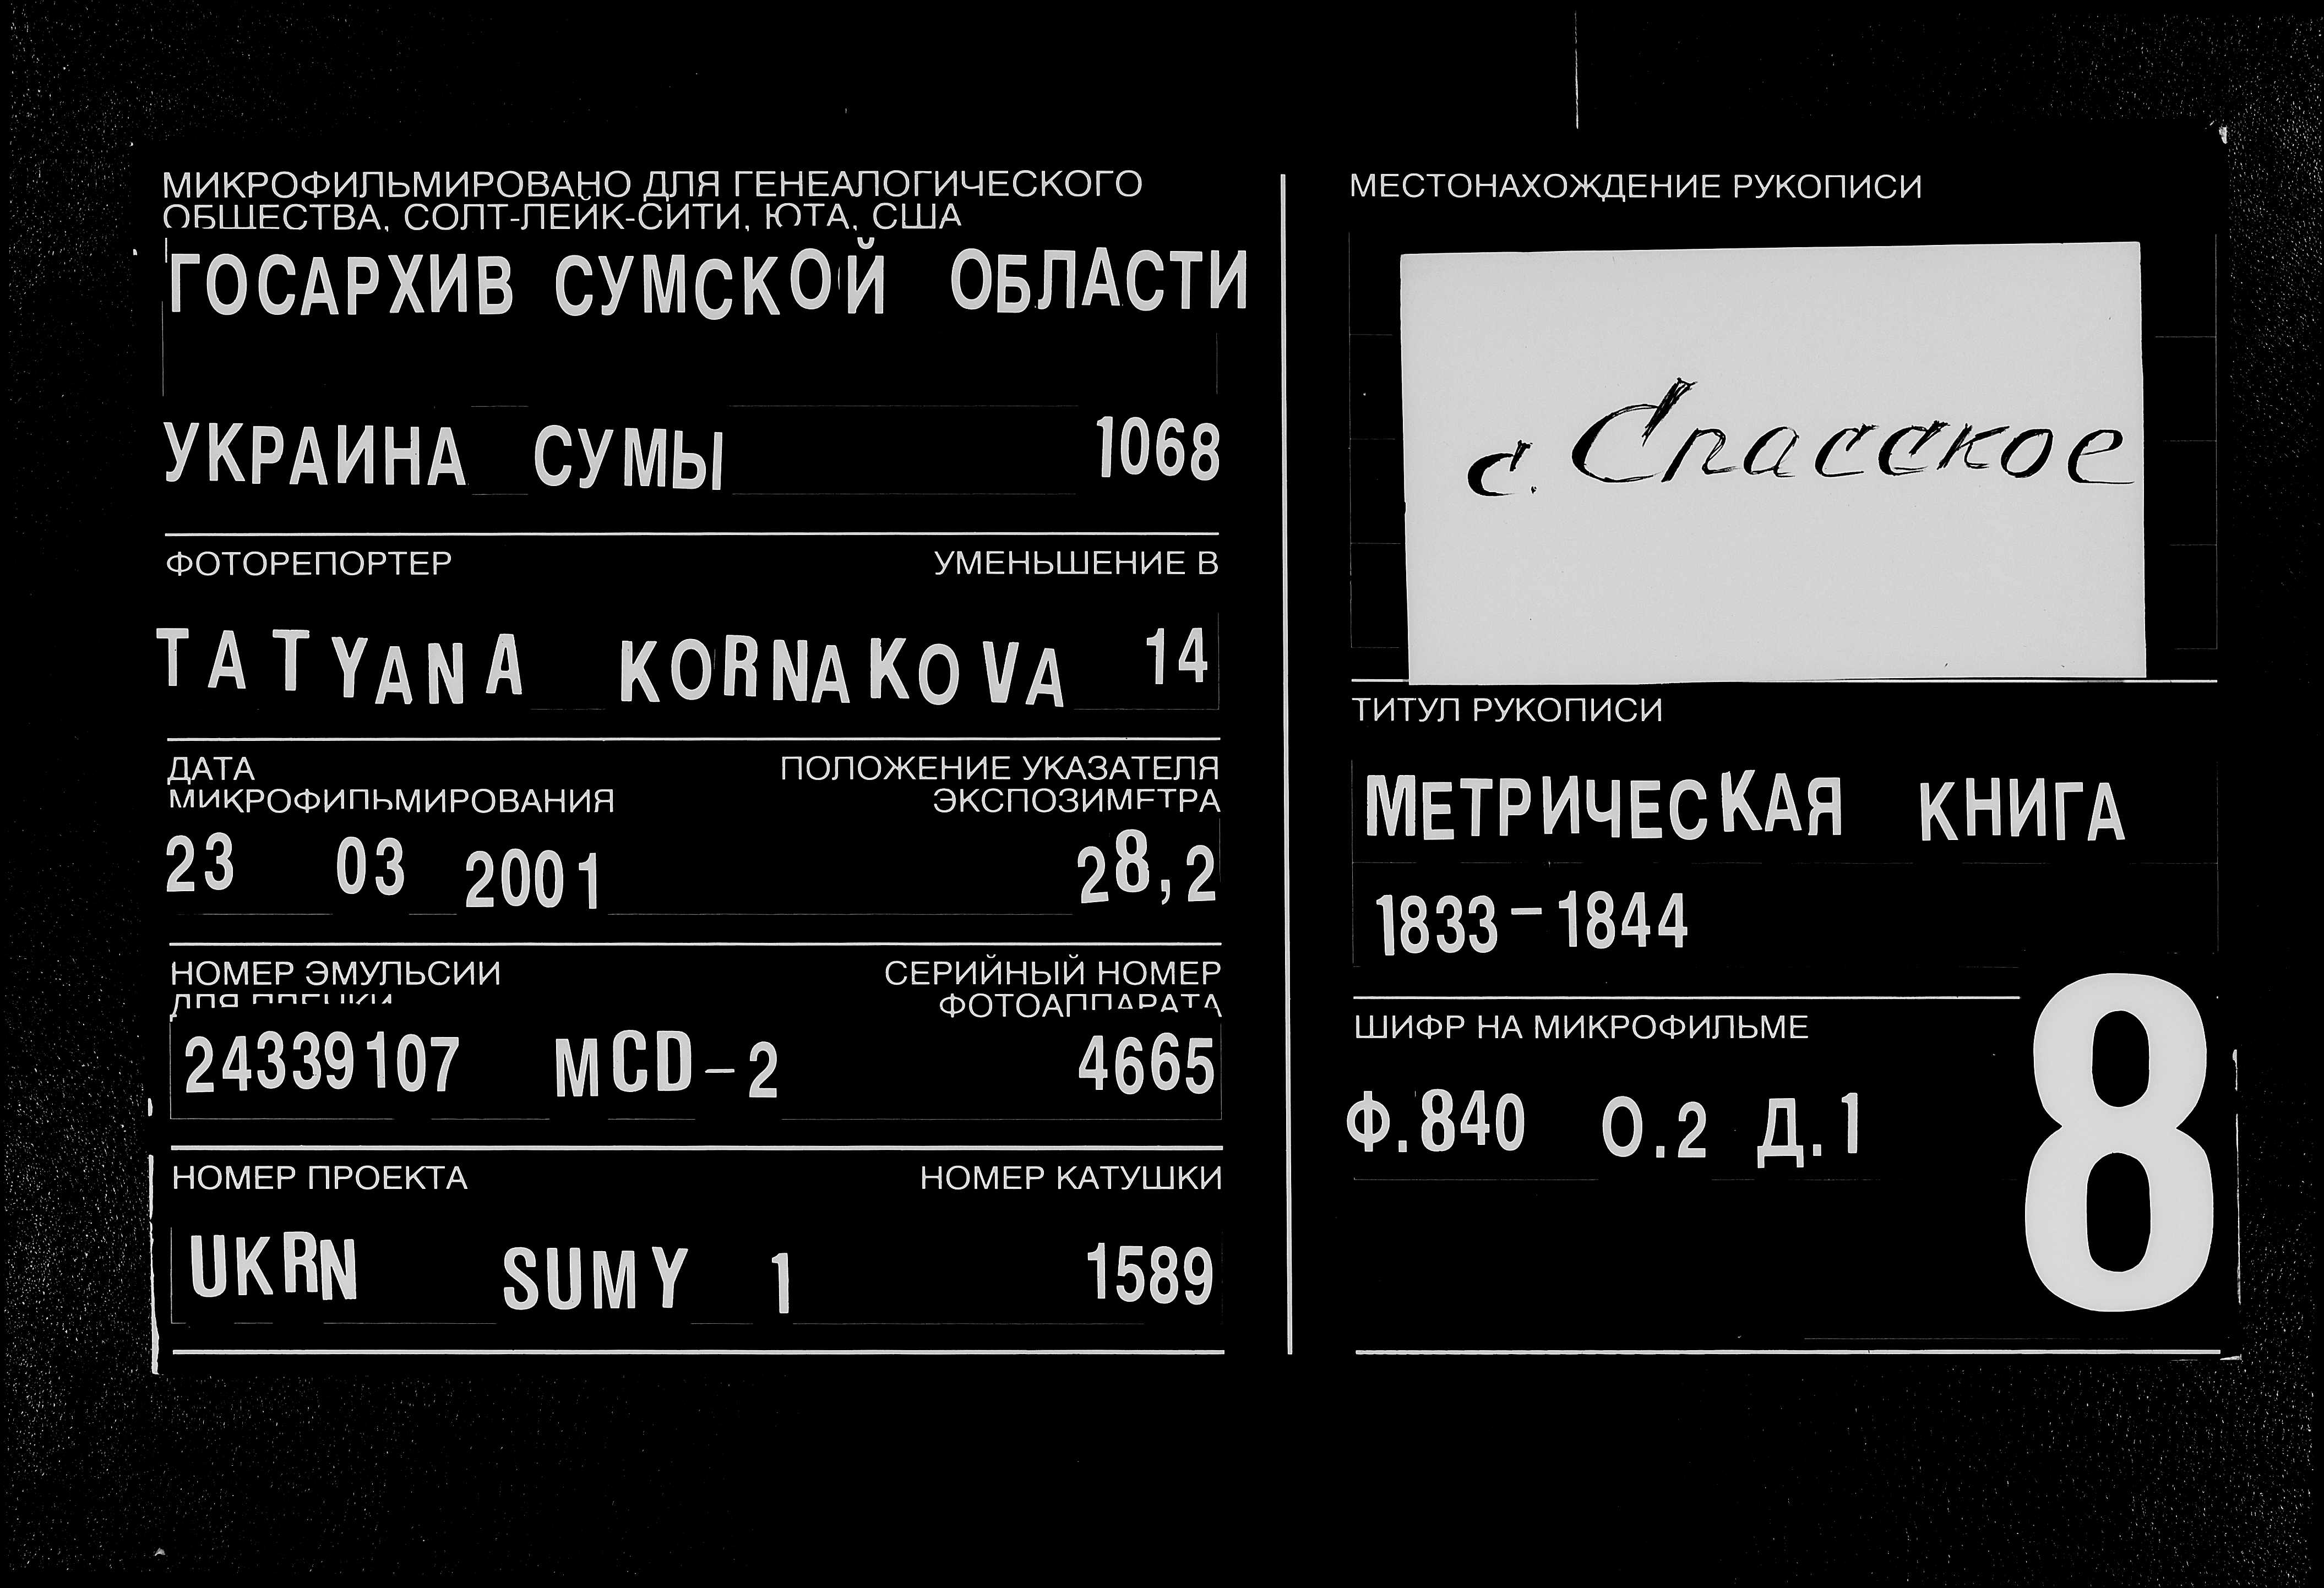 МИКРОФИЛЬМИРОВАНО ДЛЯ ГЕНЕАЛОГИЧЕСКОГО
ОБЩЕСТВА, СОЛТ-ЛЕЙК-СИТИ, ЮТА, США
ГОСАРХИВ СУМСКОЙ ОБЛАСТИ
УКРАИНА СУМЫ 1068
ФОТОРЕПОРТЕР УМЕНЬШЕНИЕ В
TATYANA KORNAKOVA 14
ДАТА ПОЛОЖЕНИЕ УКАЗАТЕЛЯ
МИКРОФИЛЬМИРОВАНИЯ ЭКСПОЗИМЕТРА
23 03 2001 28,2
НОМЕР ЭМУЛЬСИИ СЕРИЙНЫЙ НОМЕР
ДЛЯ ПЛЕНКИ ФОТОАППАРАТА
24339107 MCD-2 4665
НОМЕР ПРОЕКТА НОМЕР КАТУШКИ
UKRN SUMY 1 1589
МЕСТОНАХОЖДЕНИЕ РУКОПИСИ
с. Спасское
ТИТУЛ РУКОПИСИ
МЕТРИЧЕСКАЯ КНИГА
1833-1844
ШИФР НА МИКРОФИЛЬМЕ
Ф.840 О.2 Д.1
8